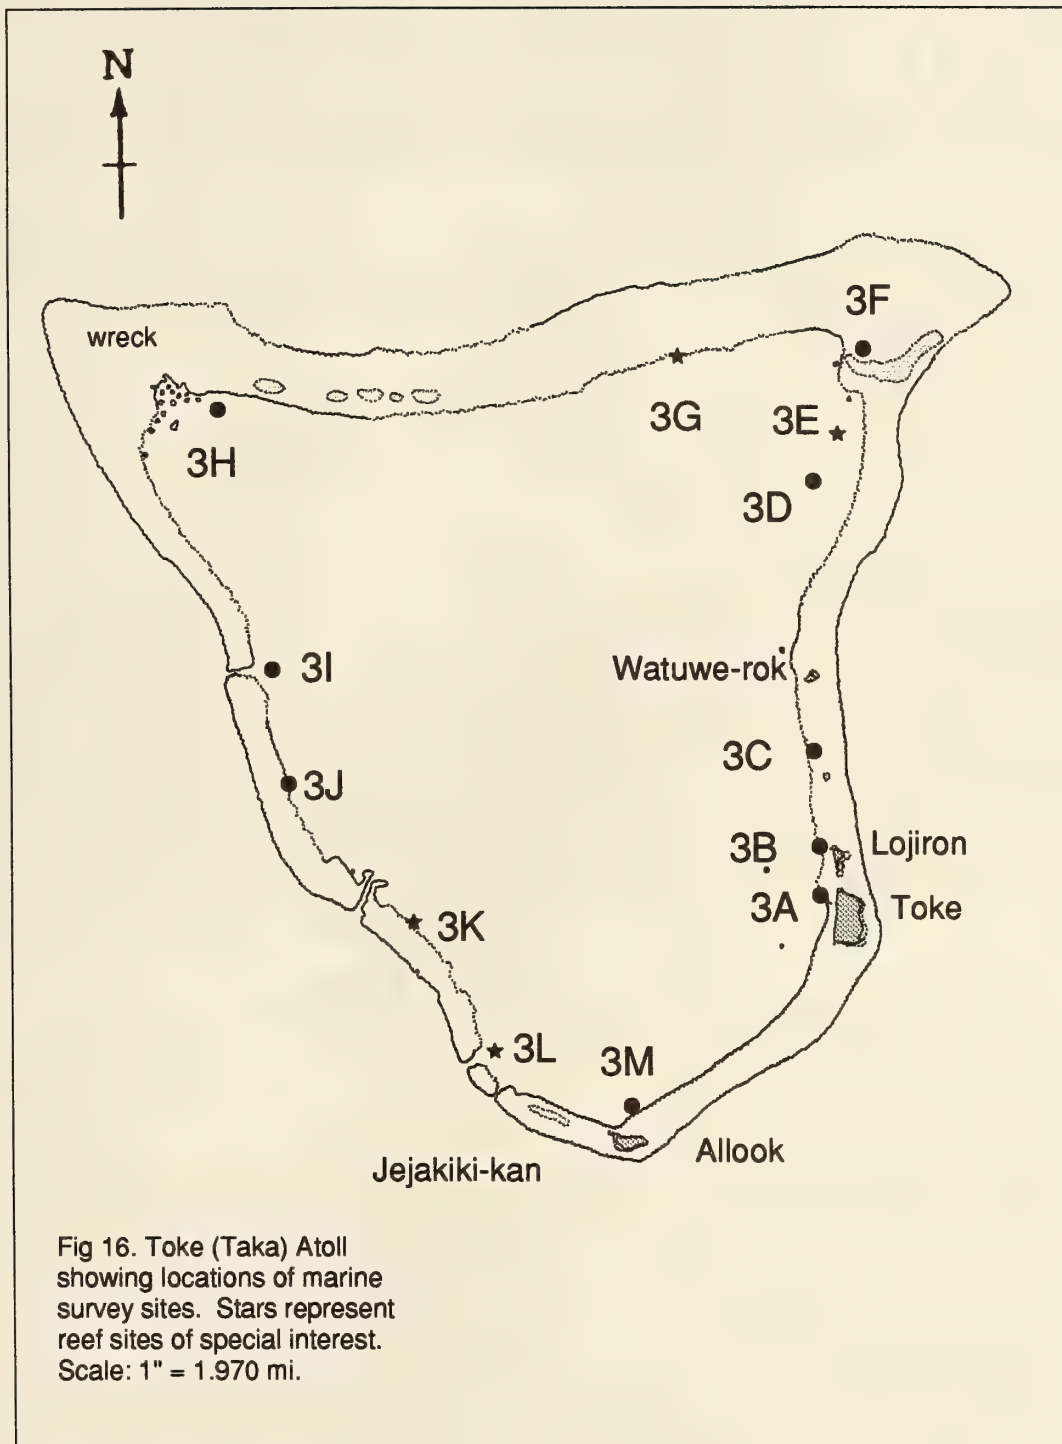 N
3F
wreck
3G
3E
3H
3D
3I
Watuwe-rok
3C
3J
3B
Lojiron
3A
Toke
3K
3L
3M
Allook
Jejakiki-kan
Fig 16. Toke (Taka) Atoll
showing locations of marine
survey sites. Stars represent
reef sites of special interest.
Scale: 1" = 1.970 mi.